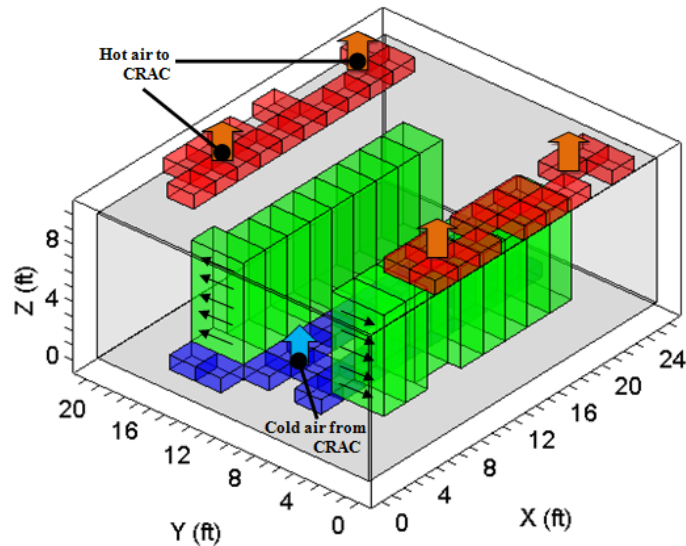 Hot air to
CRAC
8
4
0
Z (ft)
Cold air from
CRAC
20
16
12
8
4
0
Y (ft)
0
4
8
12
16
20
24
X (ft)